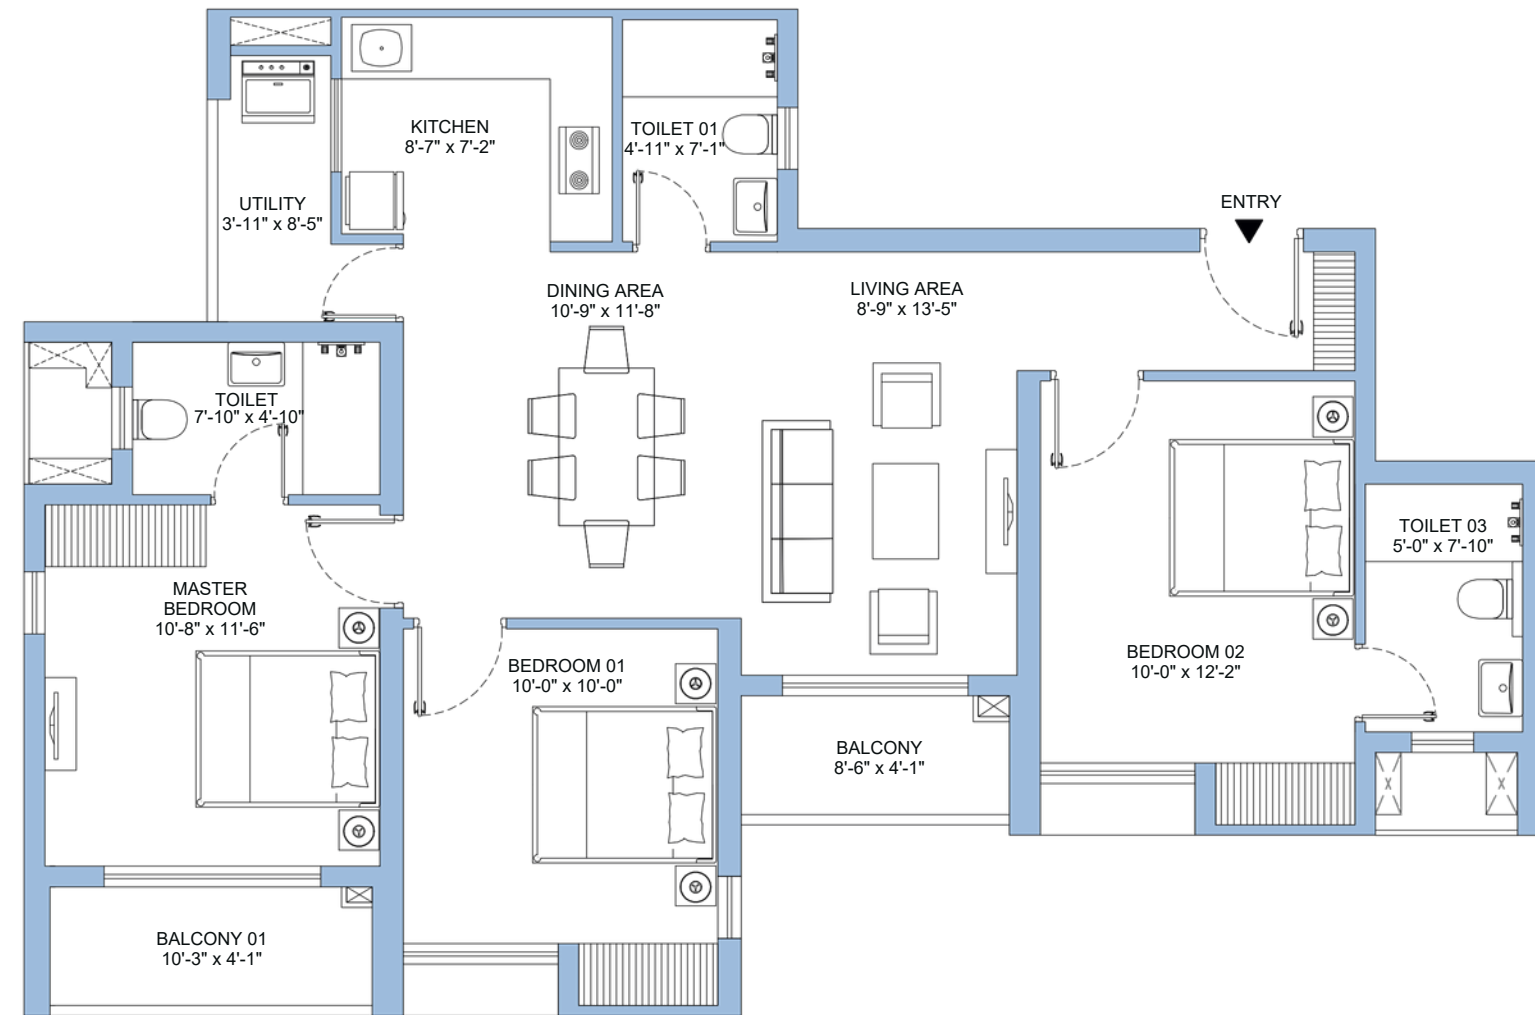 KITCHEN
8'-7" x 7'-2"
TOILET 01
4'-11" x 7'-1"
UTILITY
3'-11" x 8'-5"
ENTRY
DINING AREA
10'-9" x 11'-8"
LIVING AREA
8'-9" x 13'-5"
TOILET
7'-10" x 4'-10"
TOILET 03
5'-0" x 7'-10"
MASTER
BEDROOM
10'-8" x 11'-6"
BEDROOM 01
10'-0" x 10'-0"
BEDROOM 02
10'-0" x 12'-2"
BALCONY
8'-6" x 4'-1"
BALCONY 01
10'-3" x 4'-1"